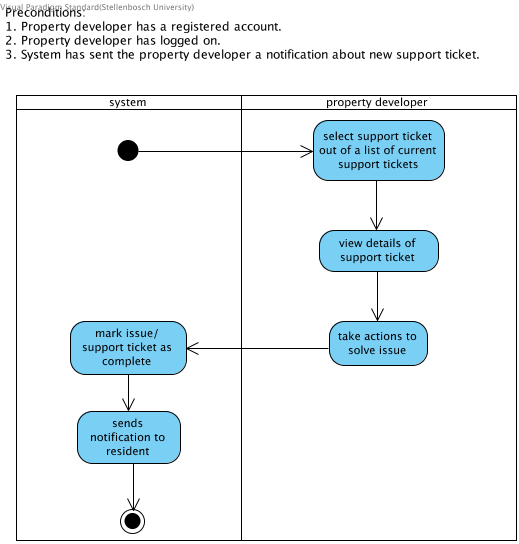 Visual Paradigm Standard(Stellenbosch University)
Preconditions:
1. Property developer has a registered account.
2. Property developer has logged on.
3. System has sent the property developer a notification about new support ticket.
system
property developer
select support ticket
out of a list of current
support tickets
view details of
support ticket
take actions to
solve issue
mark issue/
support ticket as
complete
sends
notification to
resident